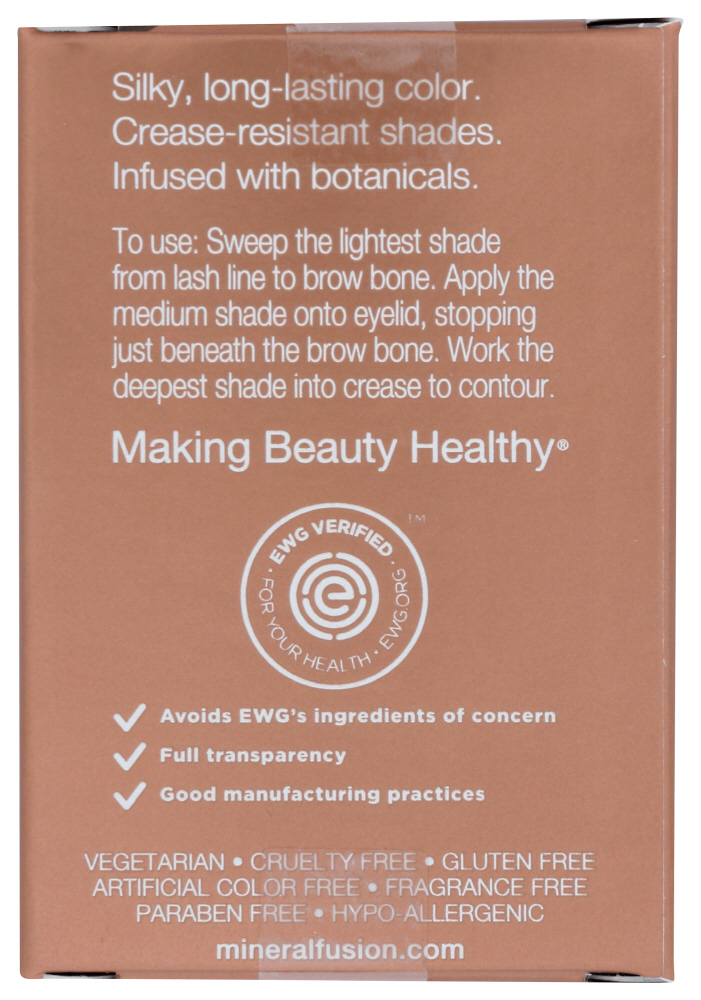 Silky, long-lasting color.
Crease-resistant shades.
Infused with botanicals.
To use: Sweep the lightest shade
from lash line to brow bone. Apply the
medium shade onto eyelid, stopping
just beneath the brow bone. Work the
deepest shade into crease to contour.
Making Beauty Healthy®
EWG VERIFIED ™
• FOR YOUR HEALTH • EWG.ORG •
e
Avoids EWG's ingredients of concern
Full transparency
Good manufacturing practices
VEGETARIAN • CRUELTY FREE • GLUTEN FREE
ARTIFICIAL COLOR FREE • FRAGRANCE FREE
PARABEN FREE • HYPO-ALLERGENIC
mineralfusion.com